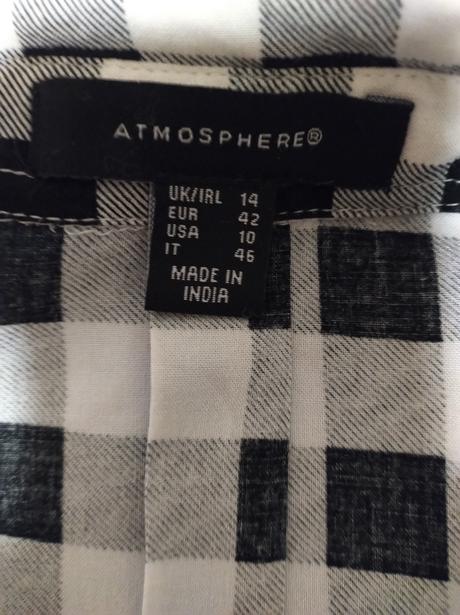 ATMOSPHERE®
UK/IRL 14
EUR 42
USA 10
IT 46
MADE IN
INDIA